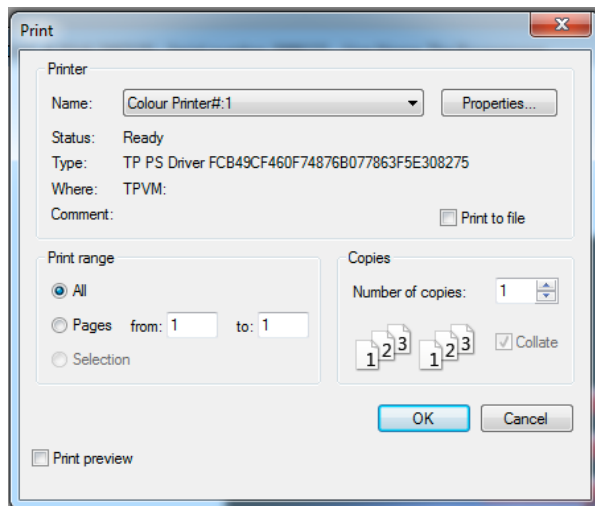 Print
Printer
Name: Colour Printer#:1 Properties...
Status: Ready
Type: TP PS Driver FCB49CF460F74876B077863F5E308275
Where: TPVM:
Comment: Print to file
Print range
All
Pages from: 1 to: 1
Selection
Copies
Number of copies: 1
1 2 3 1 2 3 Collate
OK Cancel
Print preview